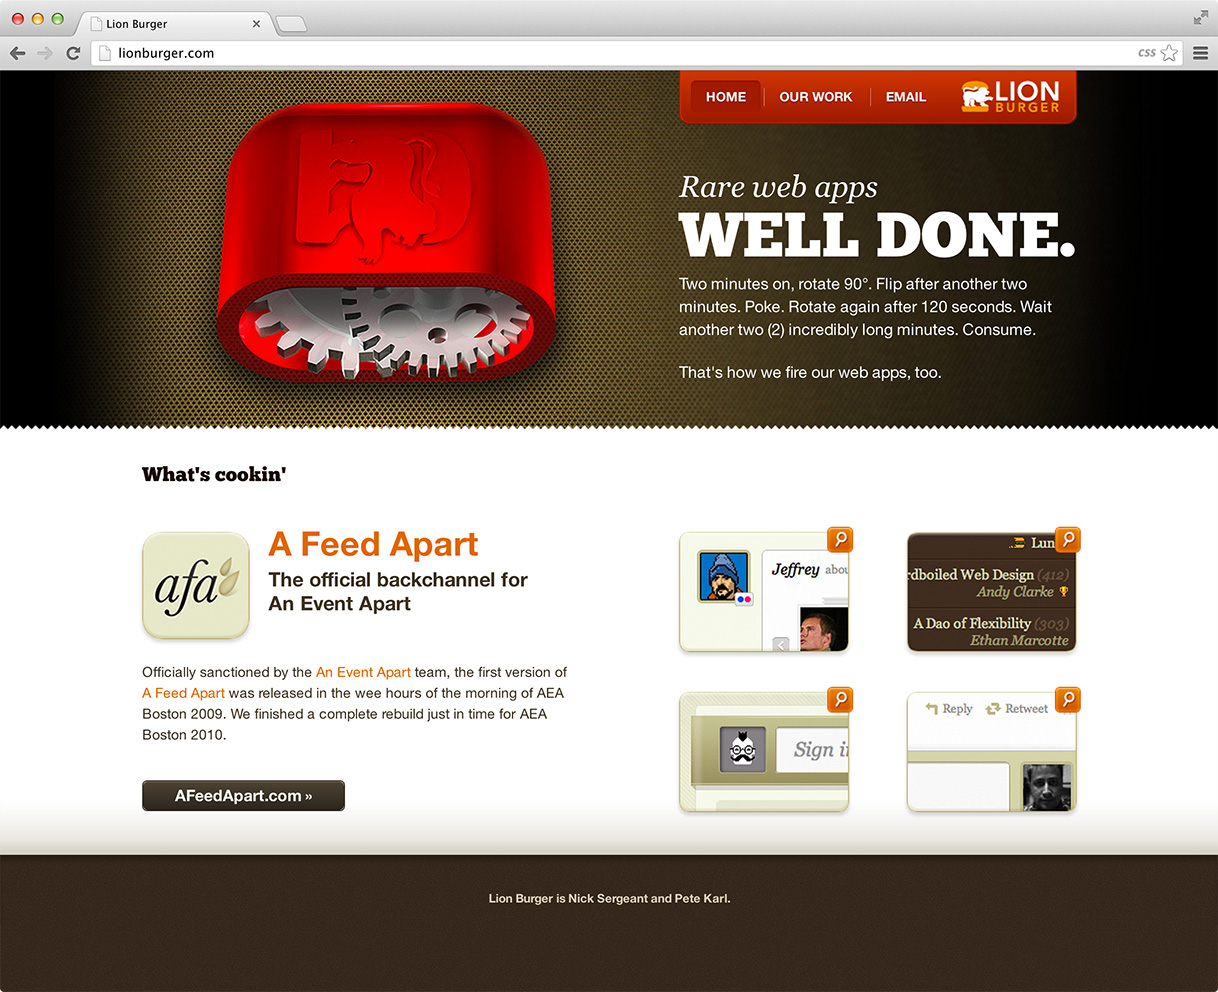 Lion Burger
lionburger.com
css
HOME
OUR WORK
EMAIL
LION
BURGER
Rare web apps
WELL DONE.
Two minutes on, rotate 90°. Flip after another two
minutes. Poke. Rotate again after 120 seconds. Wait
another two (2) incredibly long minutes. Consume.
That's how we fire our web apps, too.
What's cookin'
afa
A Feed Apart
The official backchannel for
An Event Apart
Officially sanctioned by the An Event Apart team, the first version of
A Feed Apart was released in the wee hours of the morning of AEA
Boston 2009. We finished a complete rebuild just in time for AEA
Boston 2010.
AFeedApart.com »
Jeffrey abou
Lun
rdboiled Web Design (412)
Andy Clarke
A Dao of Flexibility (303)
Ethan Marcotte
Sign i
Reply
Retweet
Lion Burger is Nick Sergeant and Pete Karl.